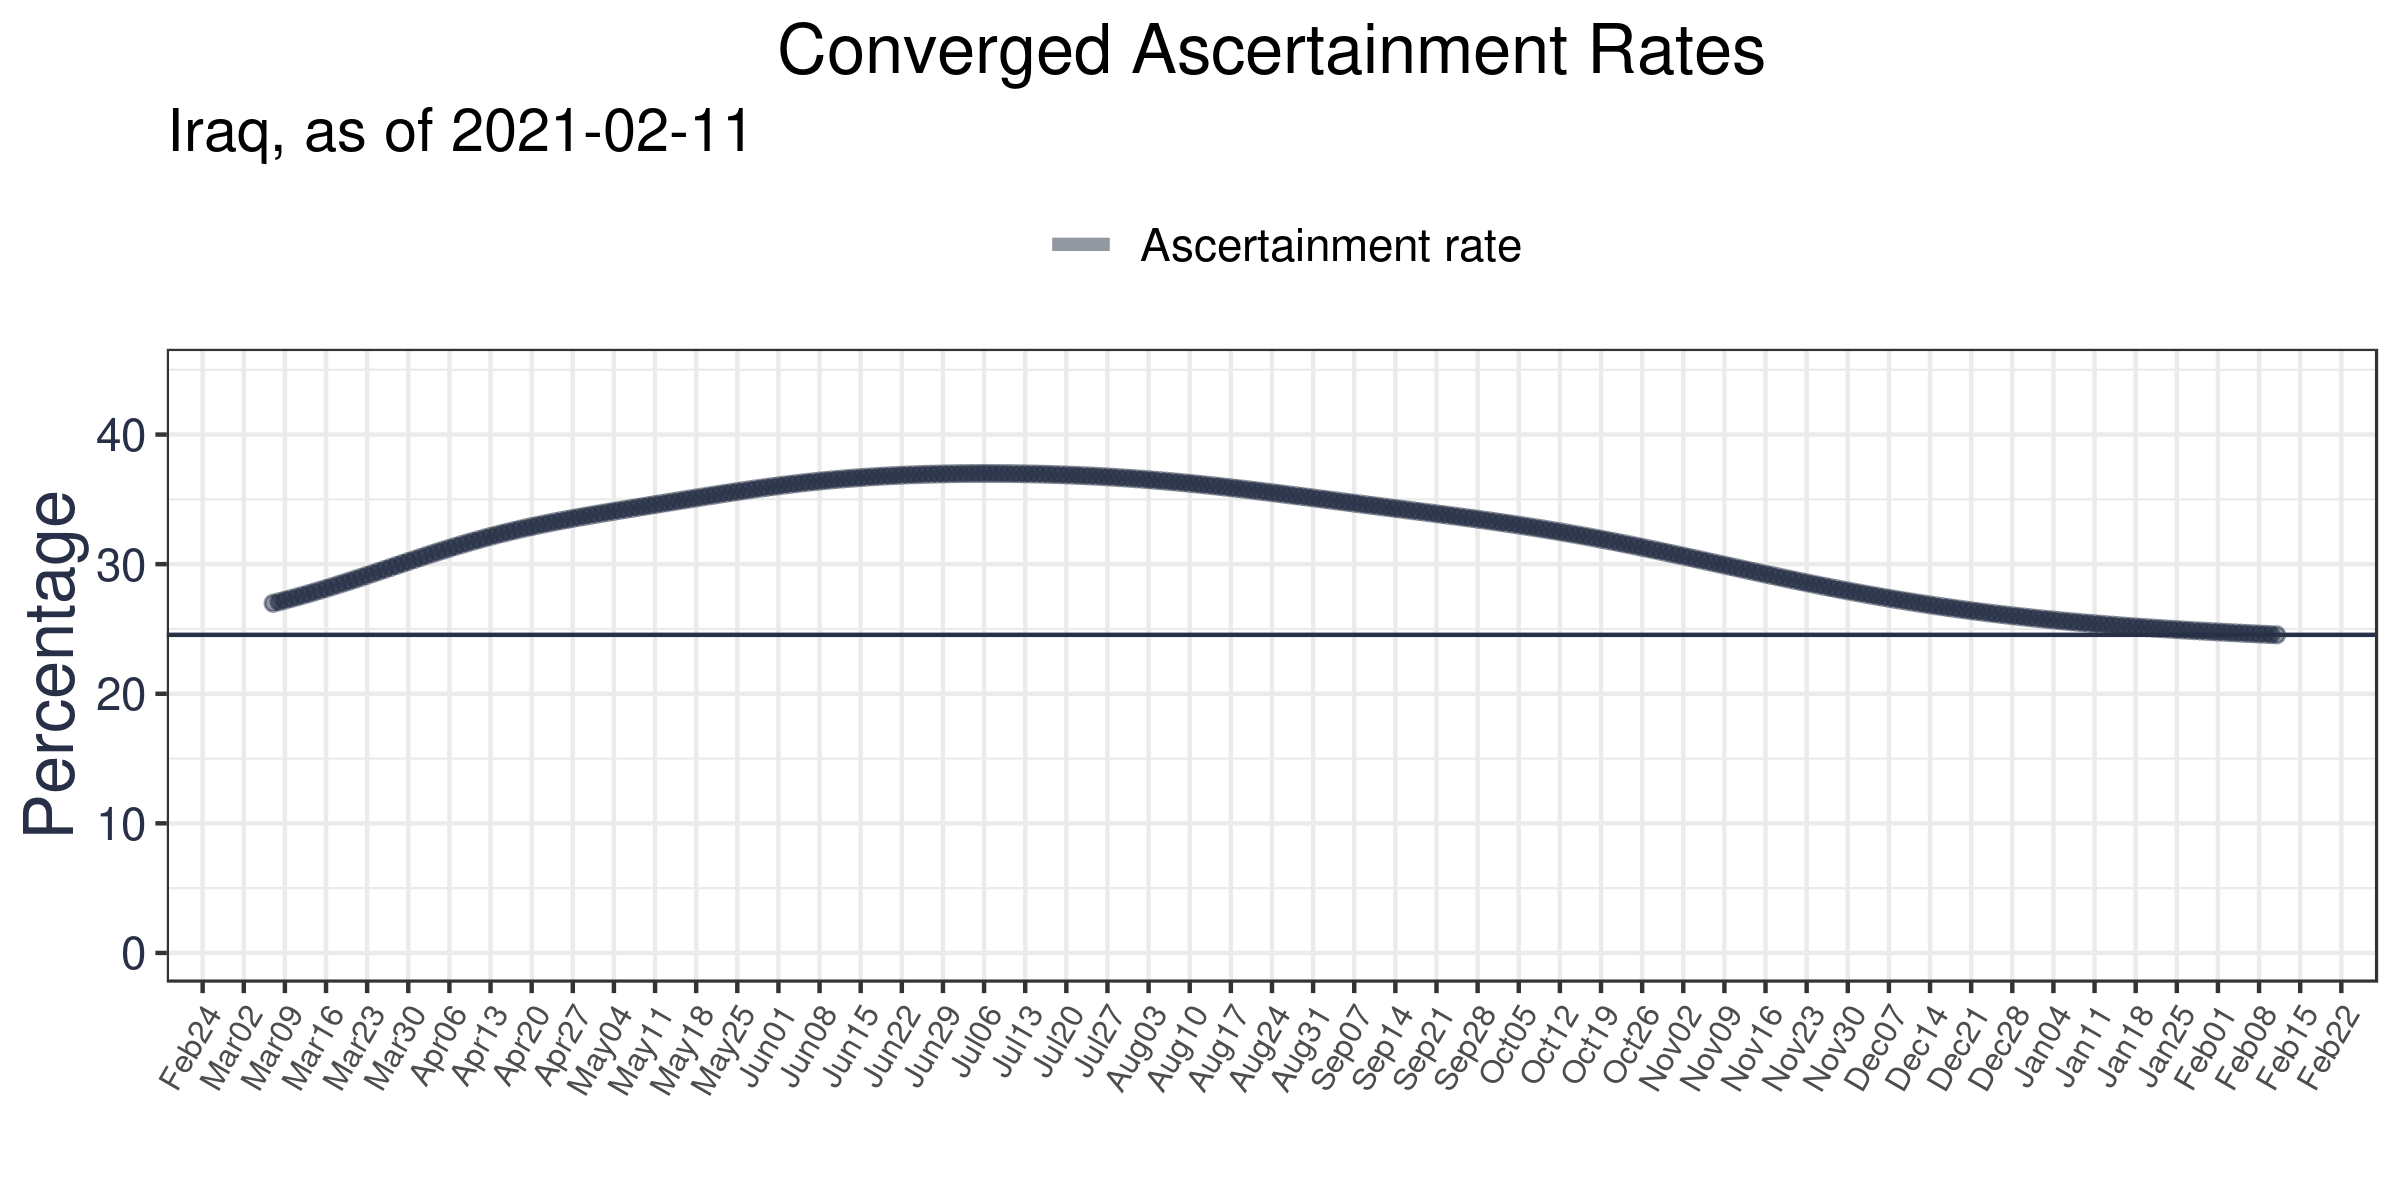 Converged Ascertainment Rates
Iraq, as of 2021-02-11
Ascertainment rate
Percentage
40
30
20
10
0
Feb24 Mar02 Mar09 Mar16 Mar23 Mar30 Apr06 Apr13 Apr20 Apr27 May04 May11 May18 May25 Jun01 Jun08 Jun15 Jun22 Jun29 Jul06 Jul13 Jul20 Jul27 Aug03 Aug10 Aug17 Aug24 Aug31 Sep07 Sep14 Sep21 Sep28 Oct05 Oct12 Oct19 Oct26 Nov02 Nov09 Nov16 Nov23 Nov30 Dec07 Dec14 Dec21 Dec28 Jan04 Jan11 Jan18 Jan25 Feb01 Feb08 Feb15 Feb22